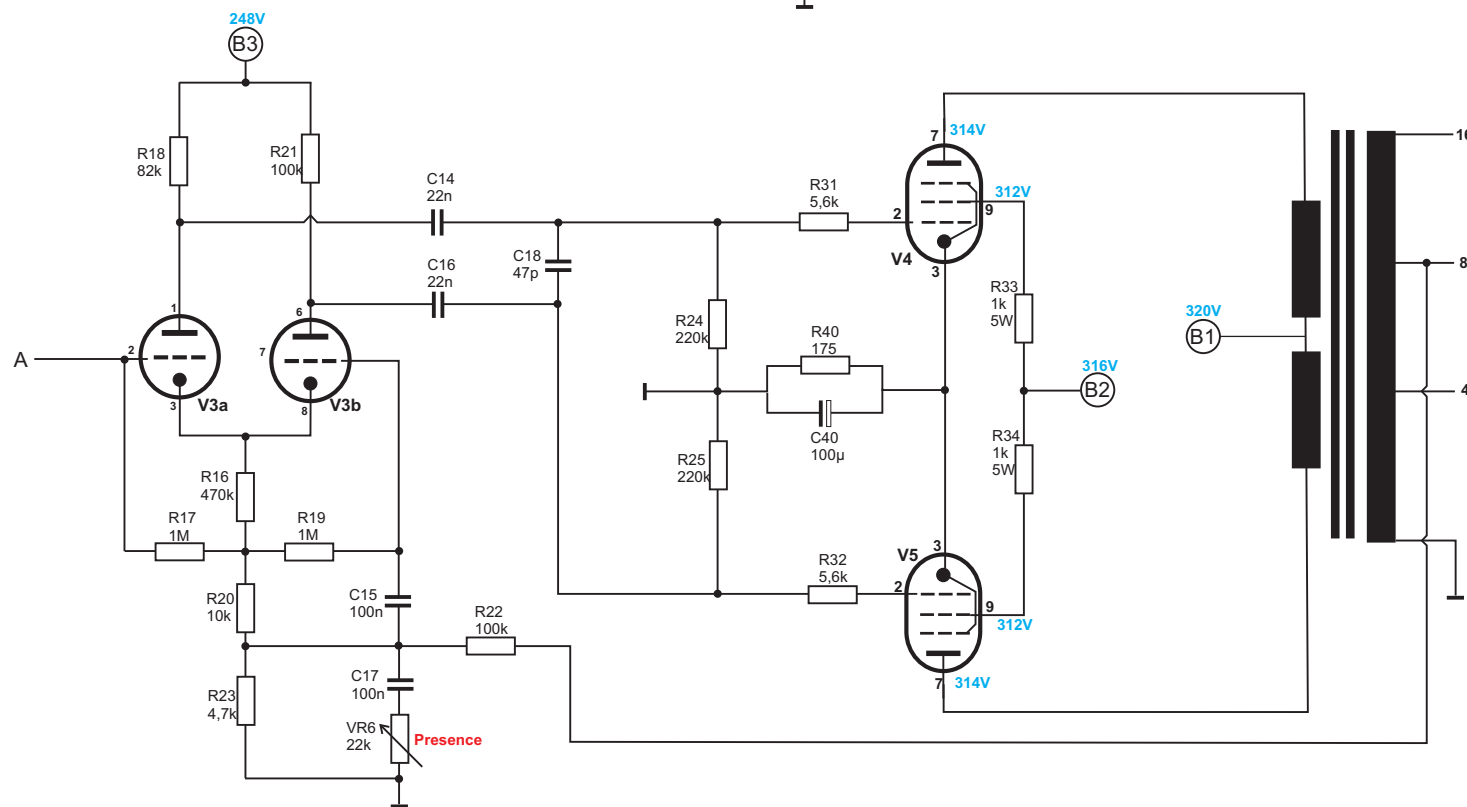 248V
B3
R18
82k
R21
100k
C14
22n
C16
22n
C18
47p
R31
5,6k
7
314V
312V
2
9
V4
3
1
6
A
2
7
3
V3a
8
V3b
R24
220k
R40
175
C40
100µ
R33
1k
5W
320V
B1
316V
B2
R25
220k
R34
1k
5W
16
8
4
R16
470k
R17
1M
R19
1M
V5
3
R32
5,6k
2
9
312V
R20
10k
C15
100n
R22
100k
7
314V
R23
4,7k
C17
100n
VR6
22k
Presence